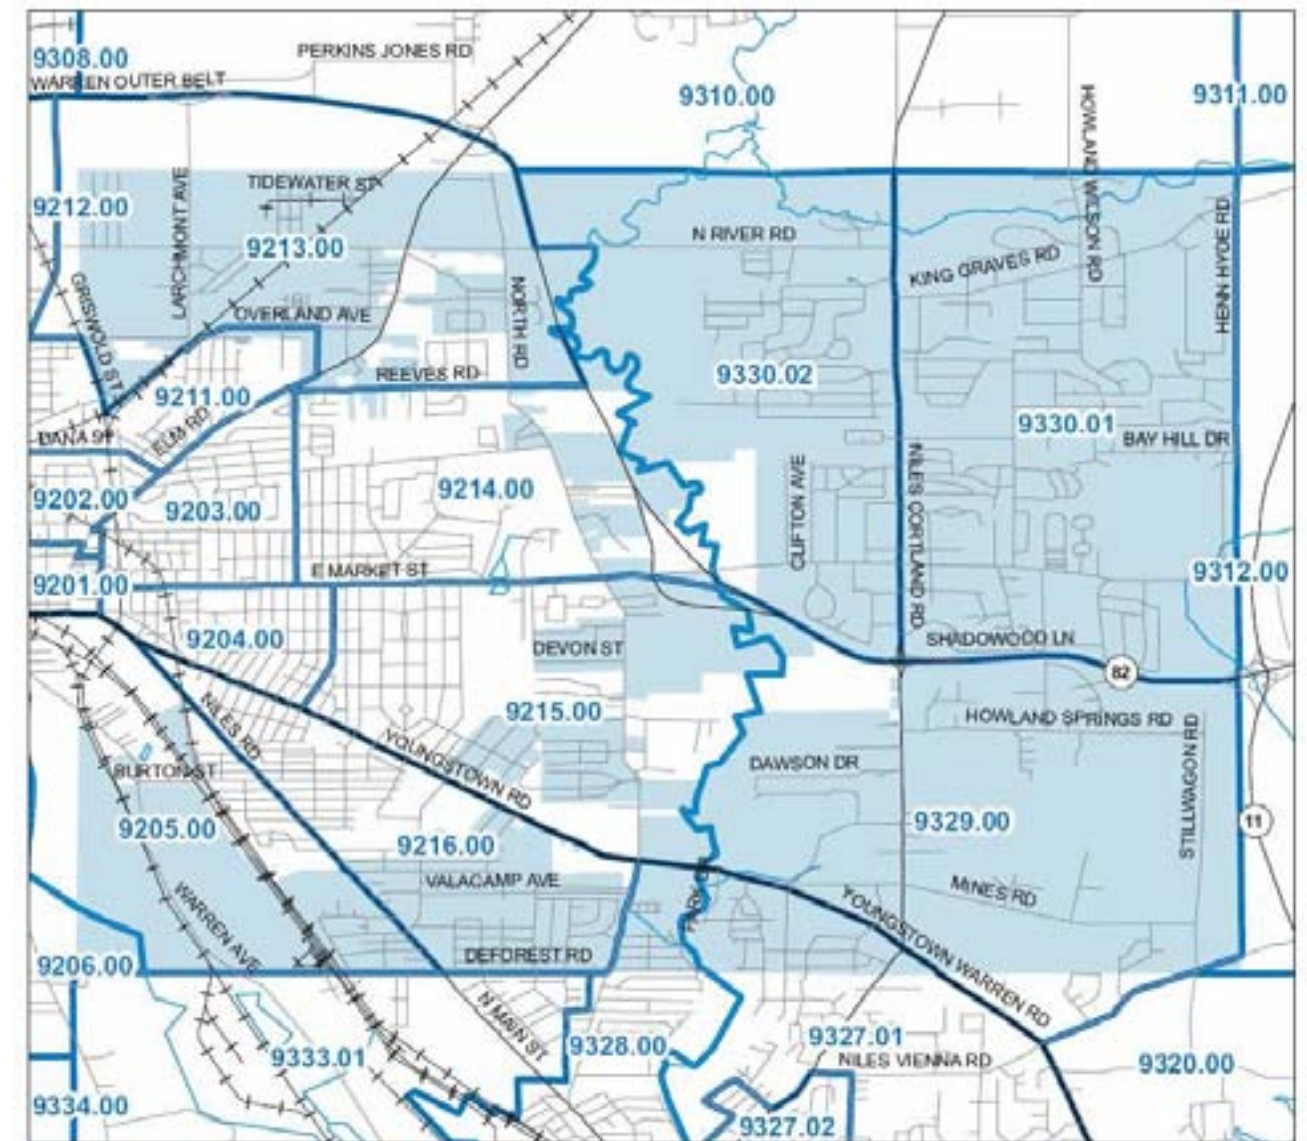 9308.00
PERKINS JONES RD
WARREN OUTER BELT
9310.00
9311.00
HOWLAND WILSON RD
9212.00
LARCHMONT AVE
TIDEWATER ST
9213.00
N RIVER RD
KING GRAVES RD
HENN HYDE RD
GRISWOLD ST
OVERLAND AVE
NORTH RD
REEVES RD
9330.02
9211.00
ELM RD
9330.01
DANA ST
BAY HILL DR
9202.00
9203.00
9214.00
CLIFTON AVE
NILES CORTLAND RD
9201.00
E MARKET ST
9312.00
9204.00
DEVON ST
SHADOWOOD LN
82
NILES RD
9215.00
HOWLAND SPRINGS RD
YOUNGSTOWN RD
BURTON ST
DAWSON DR
STILLWAGON RD
9205.00
9216.00
9329.00
11
VALACAMP AVE
PARK DR
MINES RD
WARREN AVE
YOUNGSTOWN WARREN RD
DEFOREST RD
9206.00
N MAIN ST
9333.01
9328.00
9327.01
NILES VIENNA RD
9320.00
9334.00
9327.02